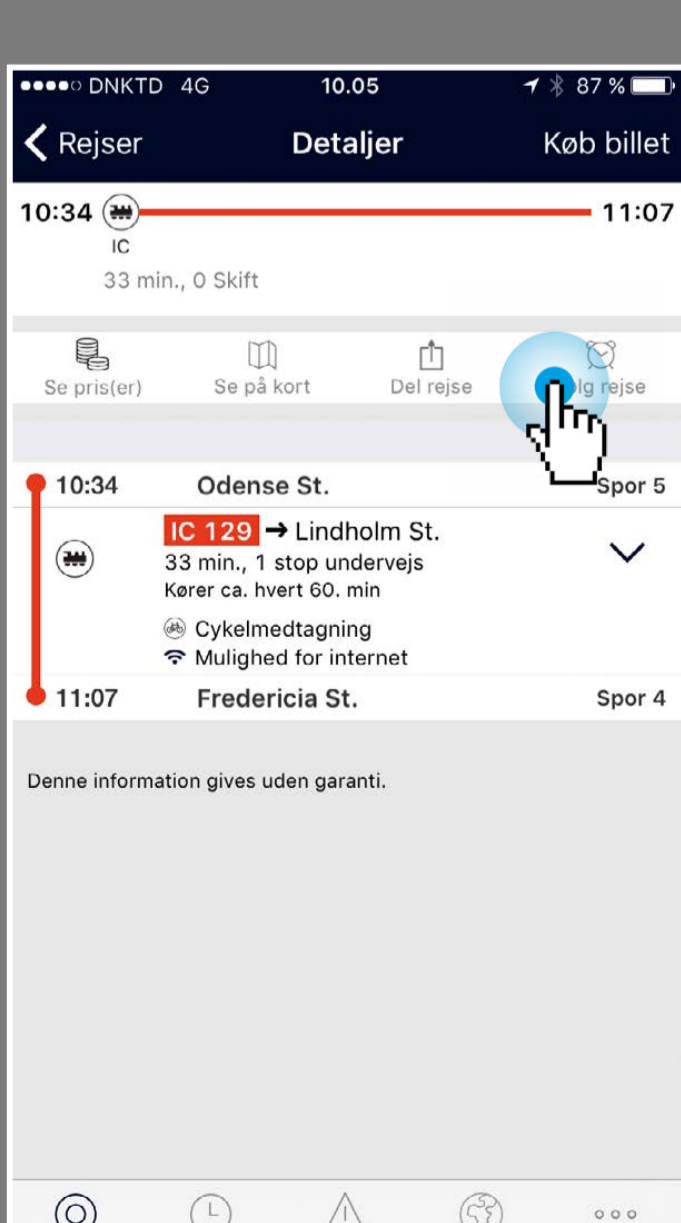 DNKTD 4G 10.05 87 %
Rejser Detaljer Køb billet
10:34 11:07
IC
33 min., 0 Skift
Se pris(er) Se på kort Del rejse rejse
10:34 Odense St. Spor 5
IC 129 → Lindholm St.
33 min., 1 stop undervejs
Kører ca. hvert 60. min
Cykelmedtagning
Mulighed for internet
11:07 Fredericia St. Spor 4
Denne information gives uden garanti.